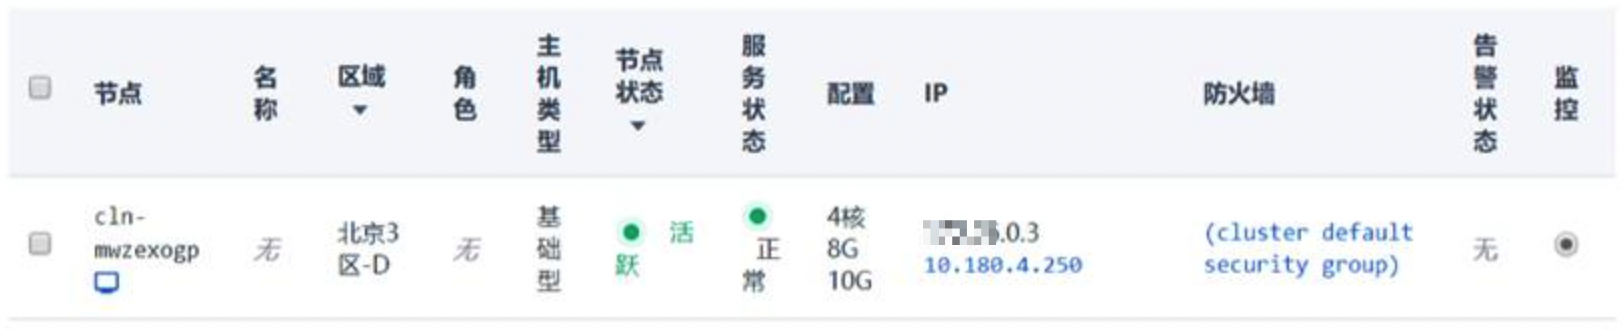 节点
名称
区域
角色
主机类型
节点状态
服务状态
配置
IP
防火墙
告警状态
监控
cln-
mwzexogp
无
北京3
区-D
无
基础型
活跃
正常
4核
8G
10G
.0.3
10.180.4.250
(cluster default
security group)
无